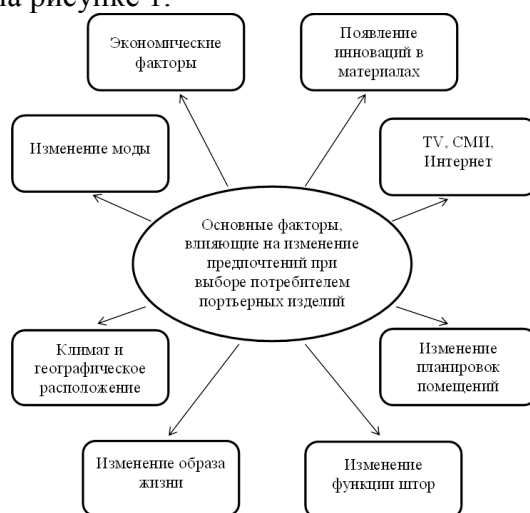 на рисунке 1.
Экономические
факторы
Появление
инноваций в
материалах
Изменение моды
TV, СМИ,
Интернет
Основные факторы,
влияющие на изменение
предпочтений при
выборе потребителем
портьерных изделий
Климат и
географическое
расположение
Изменение
планировок
помещений
Изменение образа
жизни
Изменение
функции штор